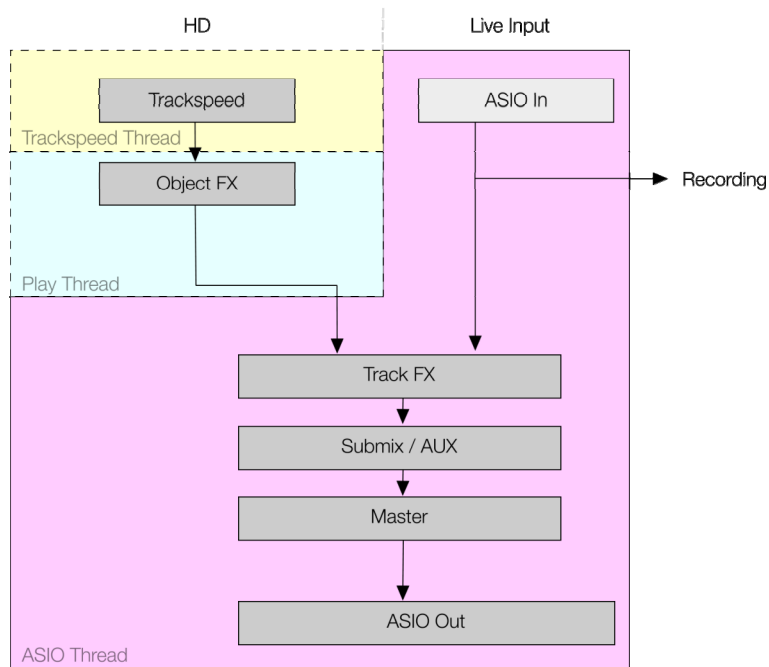 HD
Live Input
Trackspeed
ASIO In
Trackspeed Thread
Object FX
Recording
Play Thread
Track FX
Submix / AUX
Master
ASIO Out
ASIO Thread